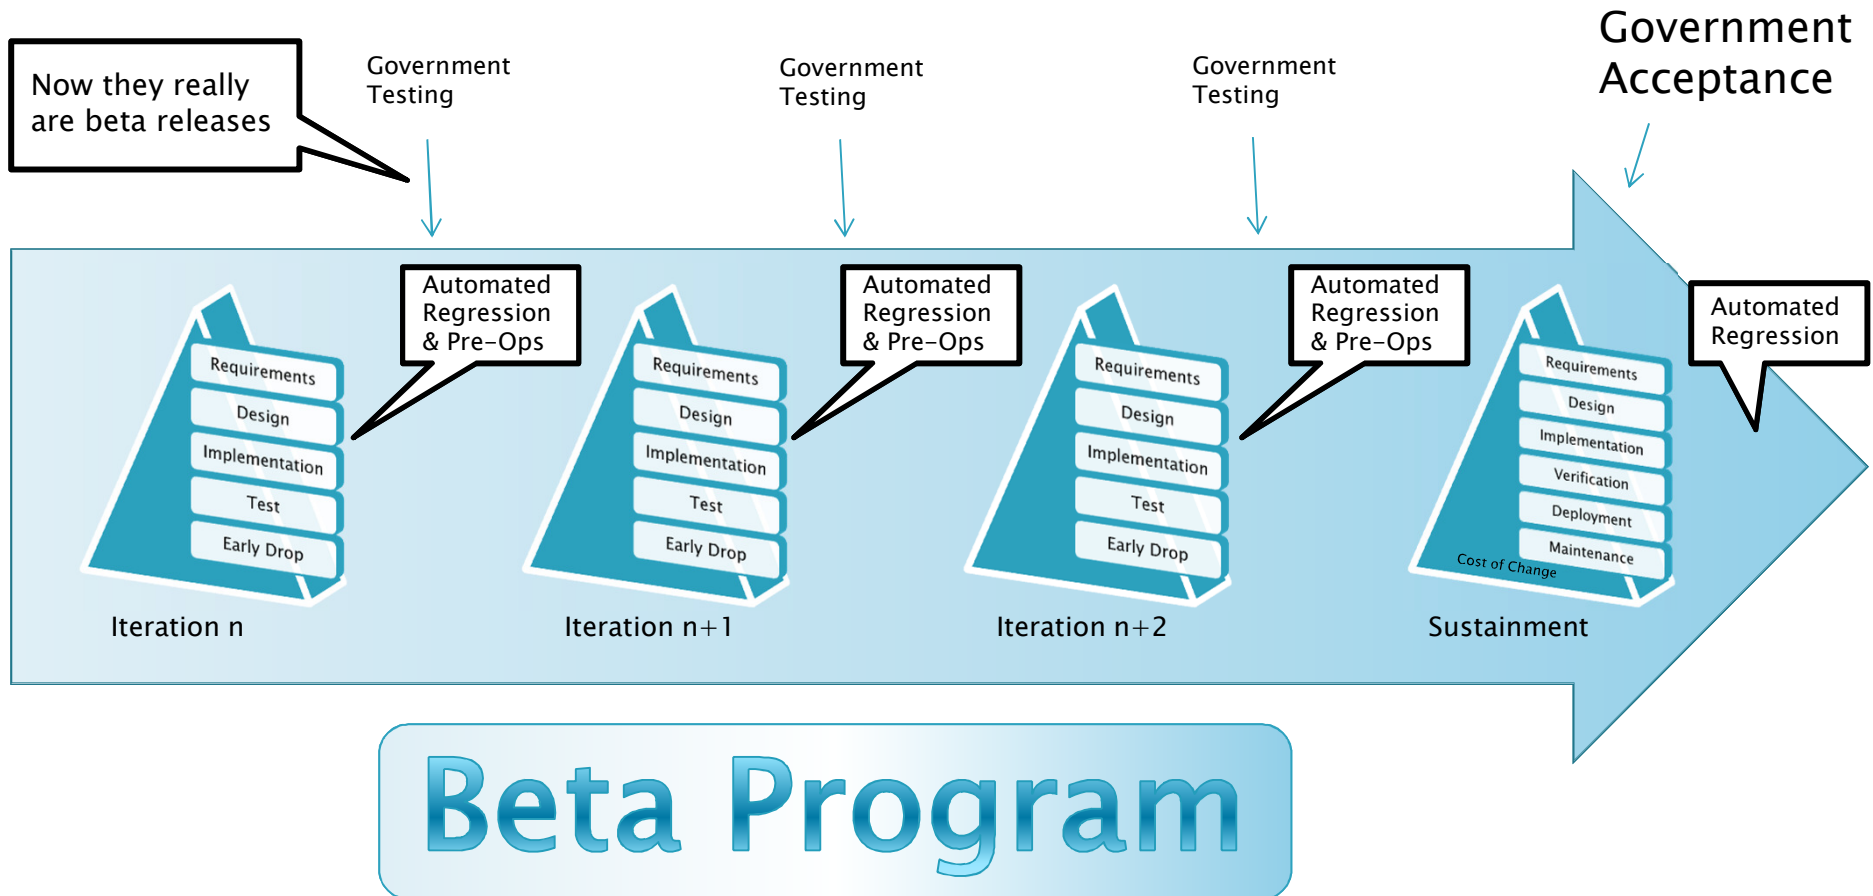 Now they really
are beta releases
Government
Testing
Government
Testing
Government
Testing
Government
Acceptance
Automated
Regression
& Pre-Ops
Automated
Regression
& Pre-Ops
Automated
Regression
& Pre-Ops
Automated
Regression
Requirements
Design
Implementation
Test
Early Drop
Iteration n
Requirements
Design
Implementation
Test
Early Drop
Iteration n+1
Requirements
Design
Implementation
Test
Early Drop
Iteration n+2
Requirements
Design
Implementation
Verification
Deployment
Maintenance
Cost of Change
Sustainment
Beta Program